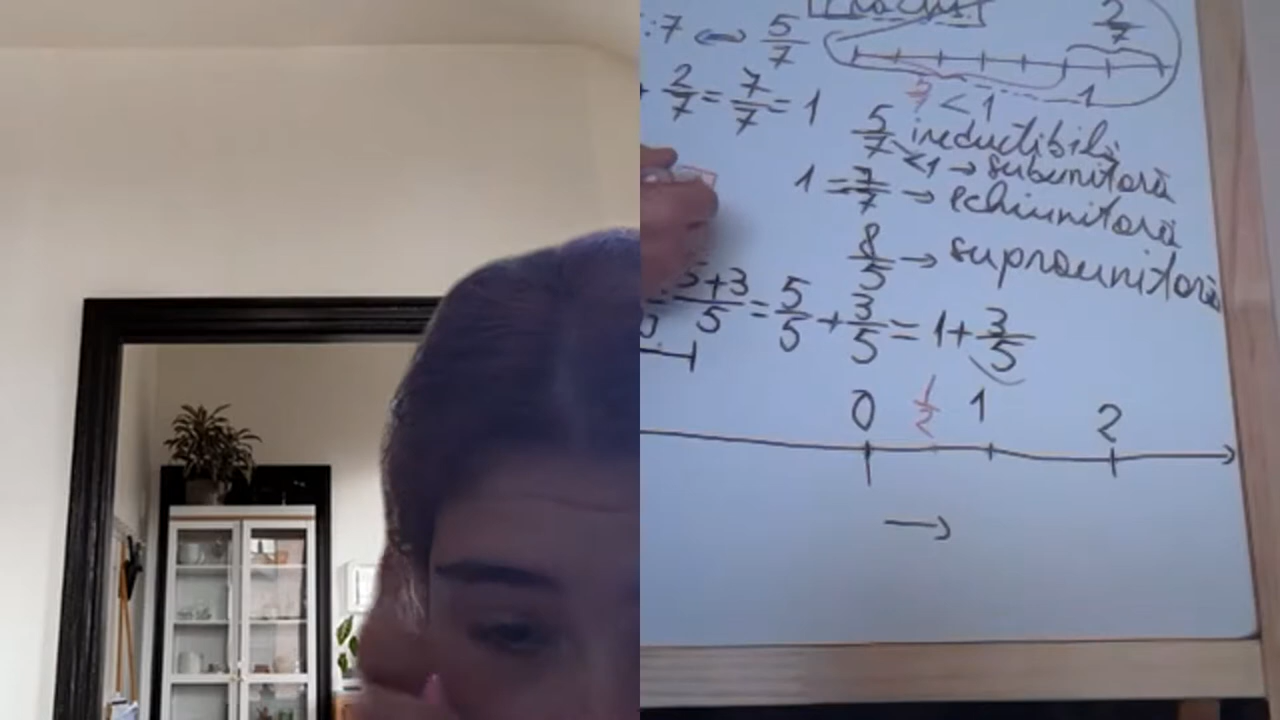 :7 ↔ 5/7
2/7
+ 2/7 = 7/7 = 1
5/7 < 1
1
5/7 ireductibilă
<1 → subunitară
1 = 7/7 → echiunitară
8/5 → supraunitară
= 5+3/5 = 5/5 + 3/5 = 1 + 3/5
0 1/2 1 2
→